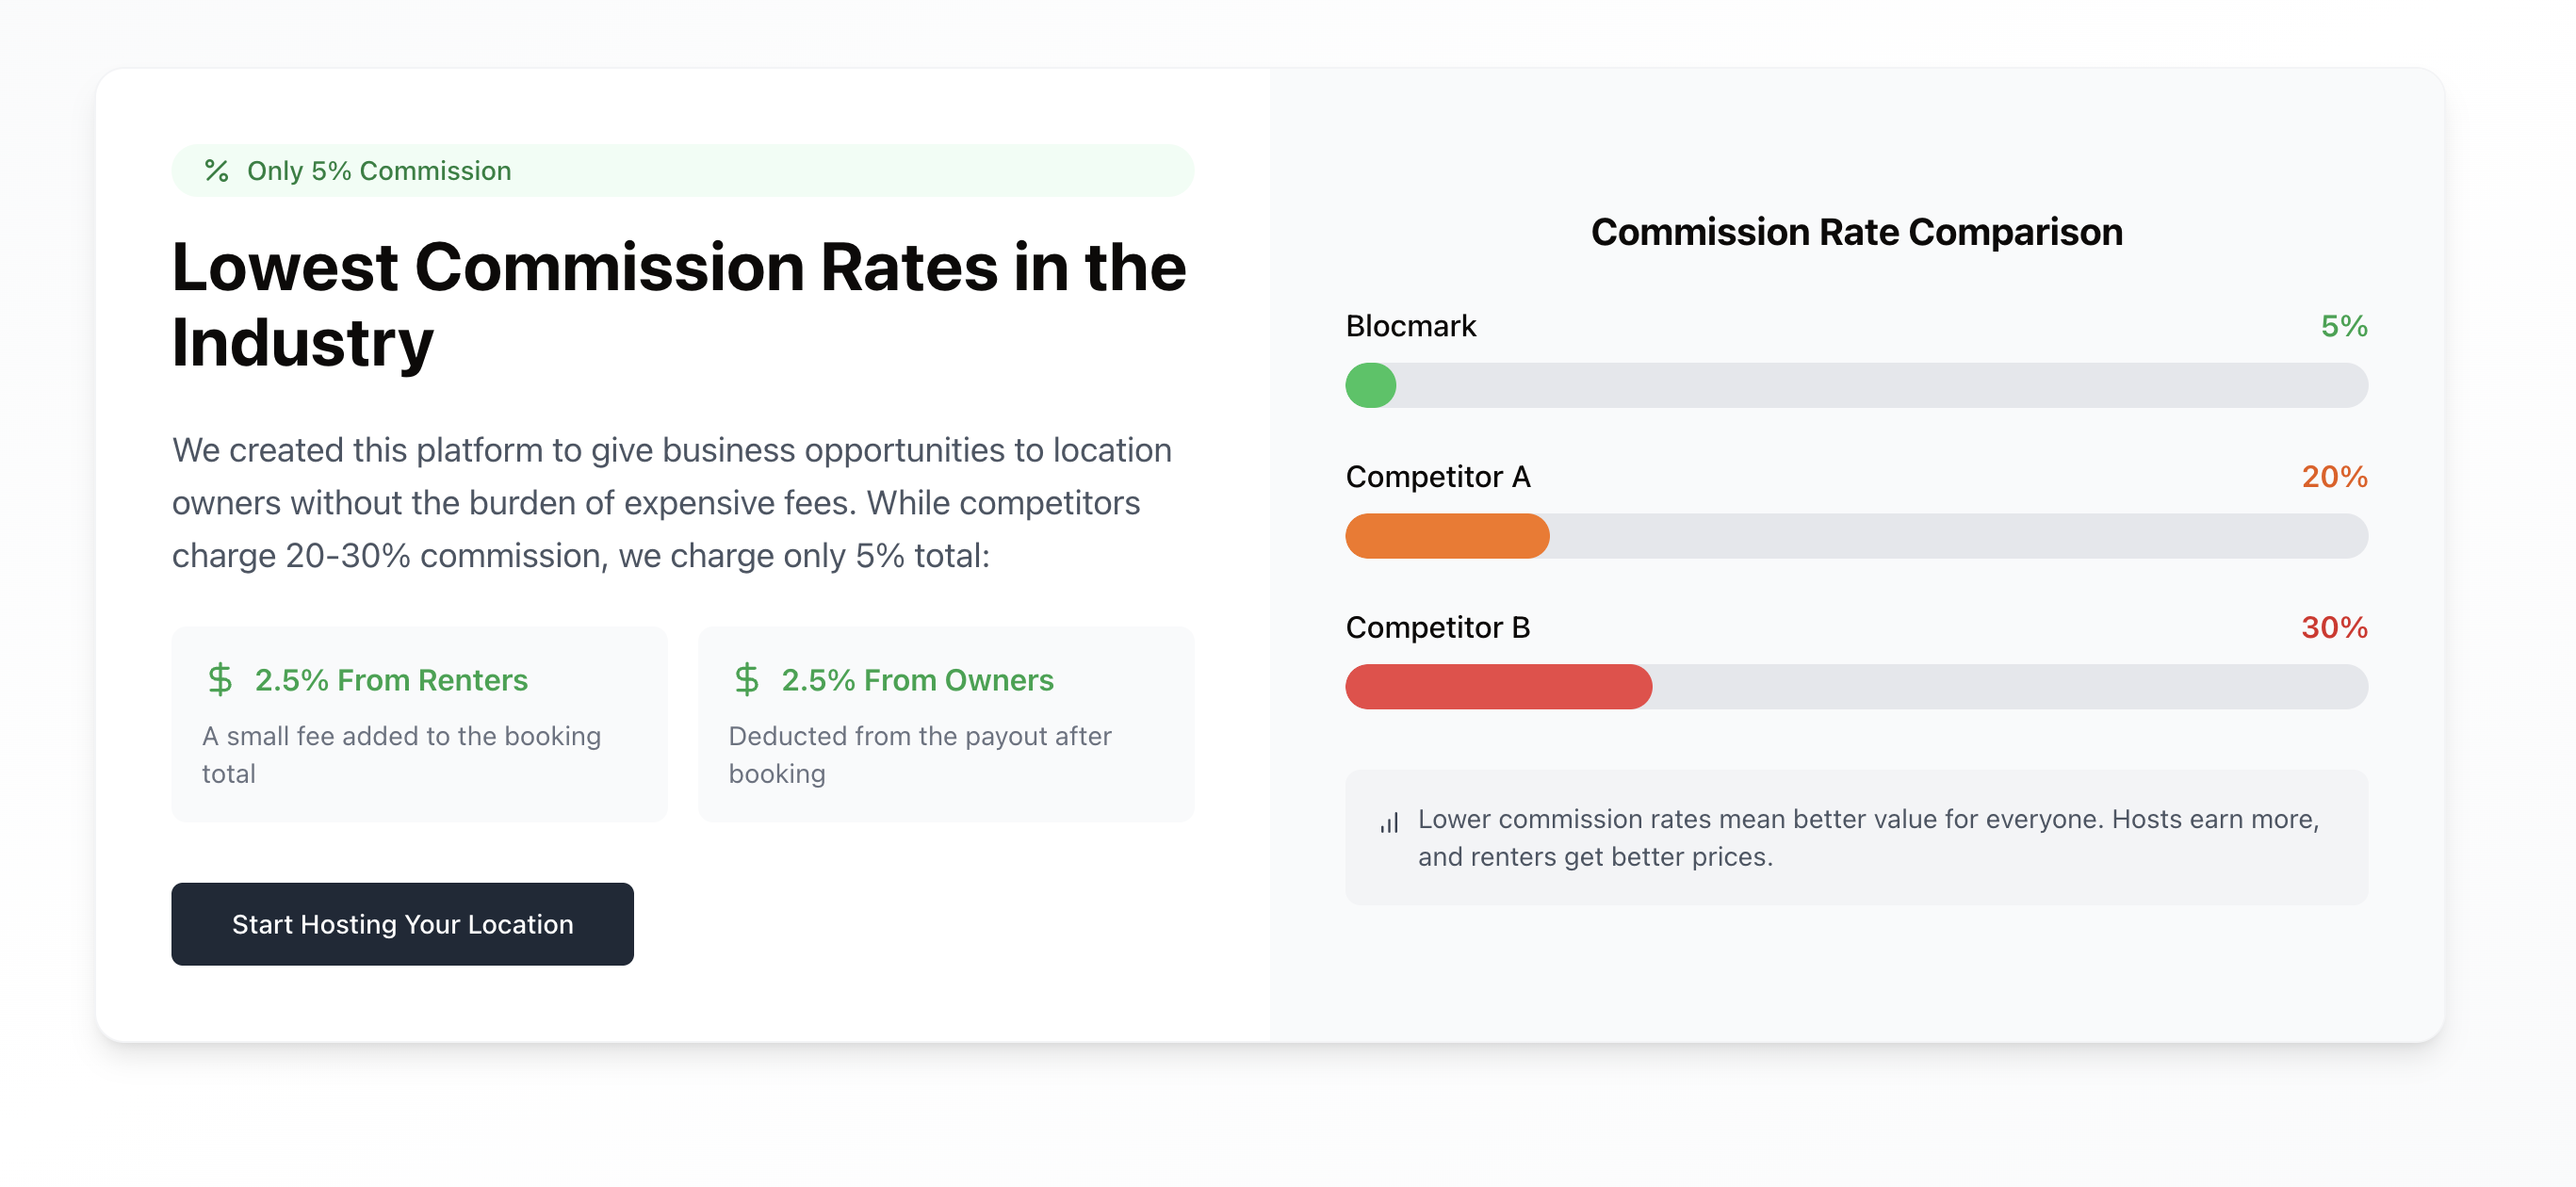 Only 5% Commission
Lowest Commission Rates in the
Industry
We created this platform to give business opportunities to location
owners without the burden of expensive fees. While competitors
charge 20-30% commission, we charge only 5% total:
2.5% From Renters
A small fee added to the booking
total
2.5% From Owners
Deducted from the payout after
booking
Start Hosting Your Location
Commission Rate Comparison
Blocmark 5%
Competitor A 20%
Competitor B 30%
Lower commission rates mean better value for everyone. Hosts earn more,
and renters get better prices.